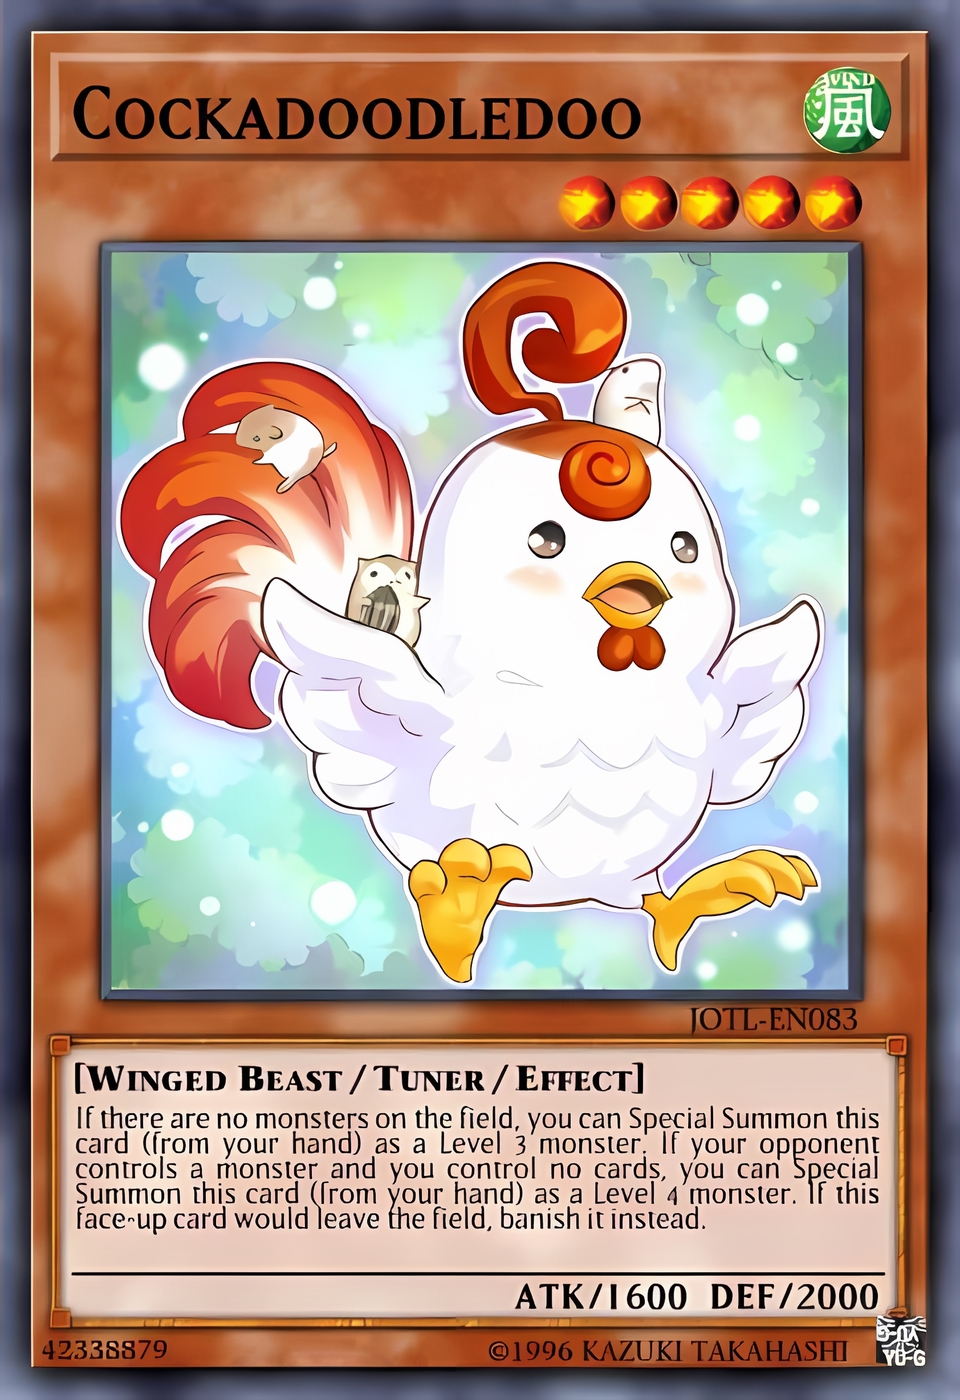 COCKADOODLEDOO
WIND
風
JOTL-EN083
[WINGED BEAST / TUNER / EFFECT]
If there are no monsters on the field, you can Special Summon this
card (from your hand) as a Level 3 monster. If your opponent
controls a monster and you control no cards, you can Special
Summon this card (from your hand) as a Level 4 monster. If this
face-up card would leave the field, banish it instead.
ATK/1600 DEF/2000
42338879
©1996 KAZUKI TAKAHASHI